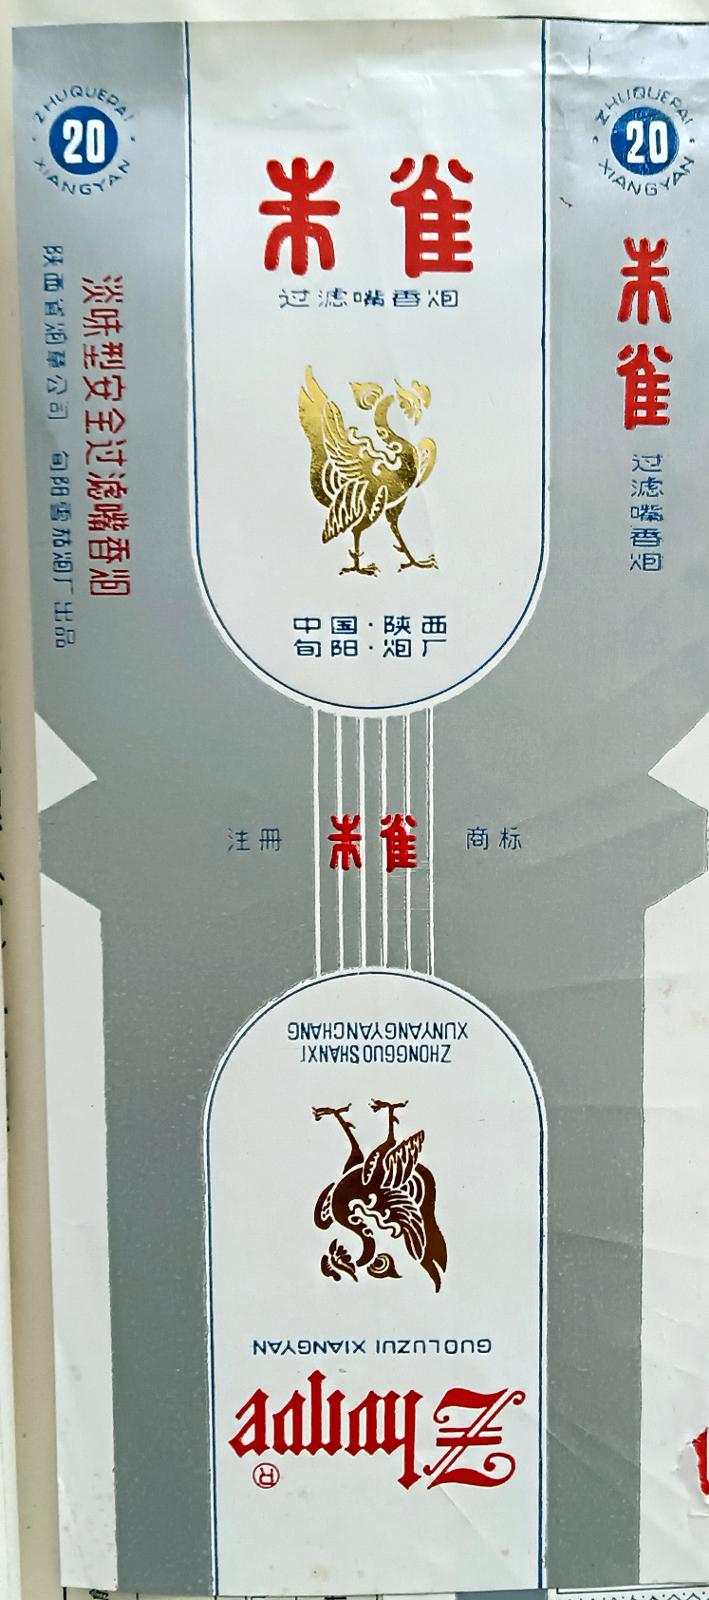 ZHUQUEPAI
20
XIANGYAN
淡味型安全过滤嘴香烟
陕西省烟草公司 旬阳雪茄烟厂出品
朱雀
过滤嘴香烟
中国·陕西
旬阳·烟厂
ZHUQUEPAI
20
XIANGYAN
朱雀
过滤嘴香烟
注册 朱雀 商标
Zhuque
®
GUOLUZUI XIANGYAN
ZHONGGUO SHANXI
XUNYANGYANCHANG